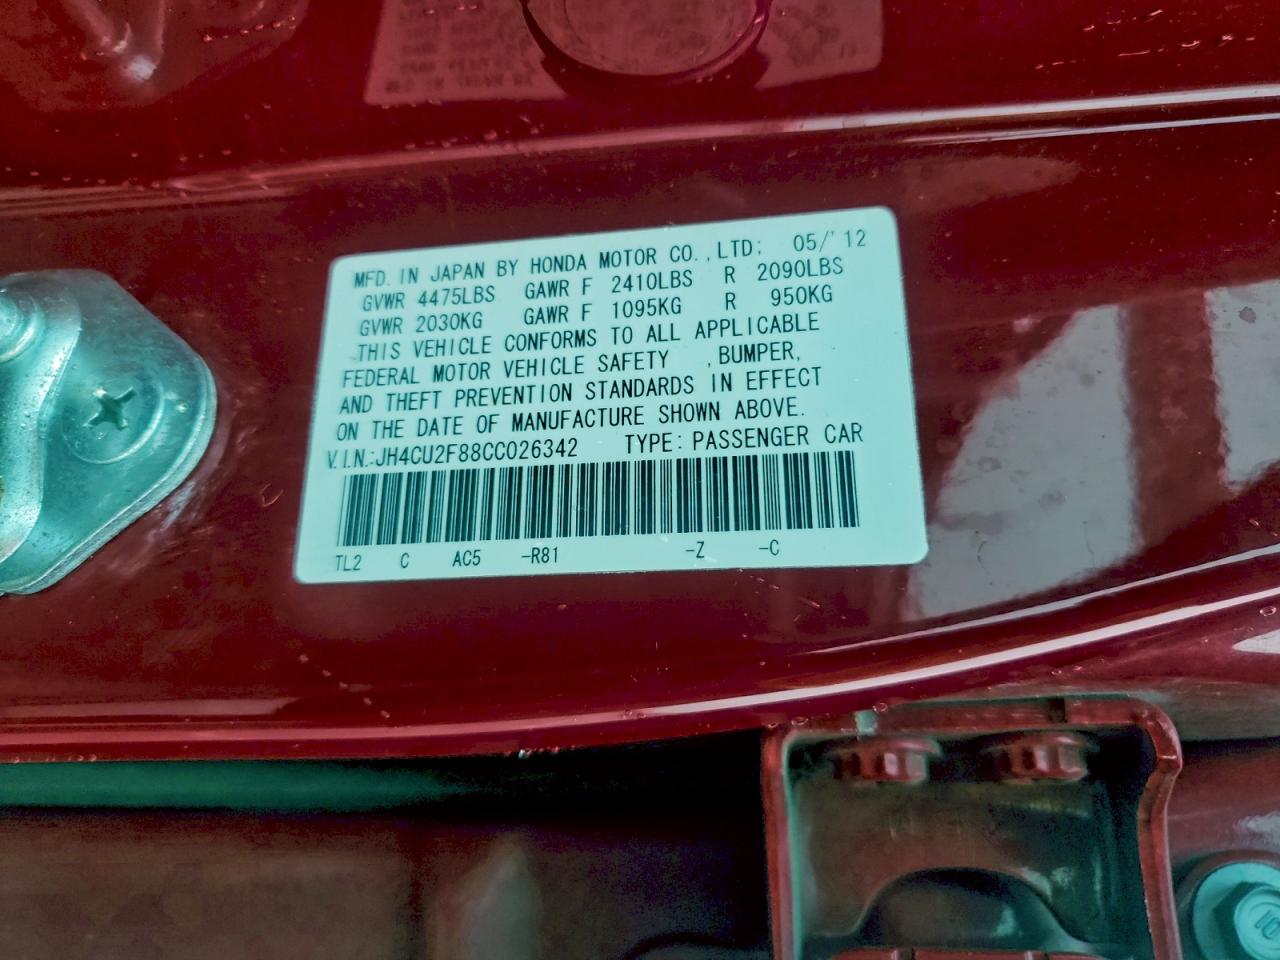 MFD. IN JAPAN BY HONDA MOTOR CO.,LTD; 05/'12
GVWR 4475LBS GAWR F 2410LBS R 2090LBS
GVWR 2030KG GAWR F 1095KG R 950KG
THIS VEHICLE CONFORMS TO ALL APPLICABLE
FEDERAL MOTOR VEHICLE SAFETY ,BUMPER,
AND THEFT PREVENTION STANDARDS IN EFFECT
ON THE DATE OF MANUFACTURE SHOWN ABOVE.
V.I.N.:JH4CU2F88CC026342 TYPE:PASSENGER CAR
TL2 C AC5 -R81 -Z -C